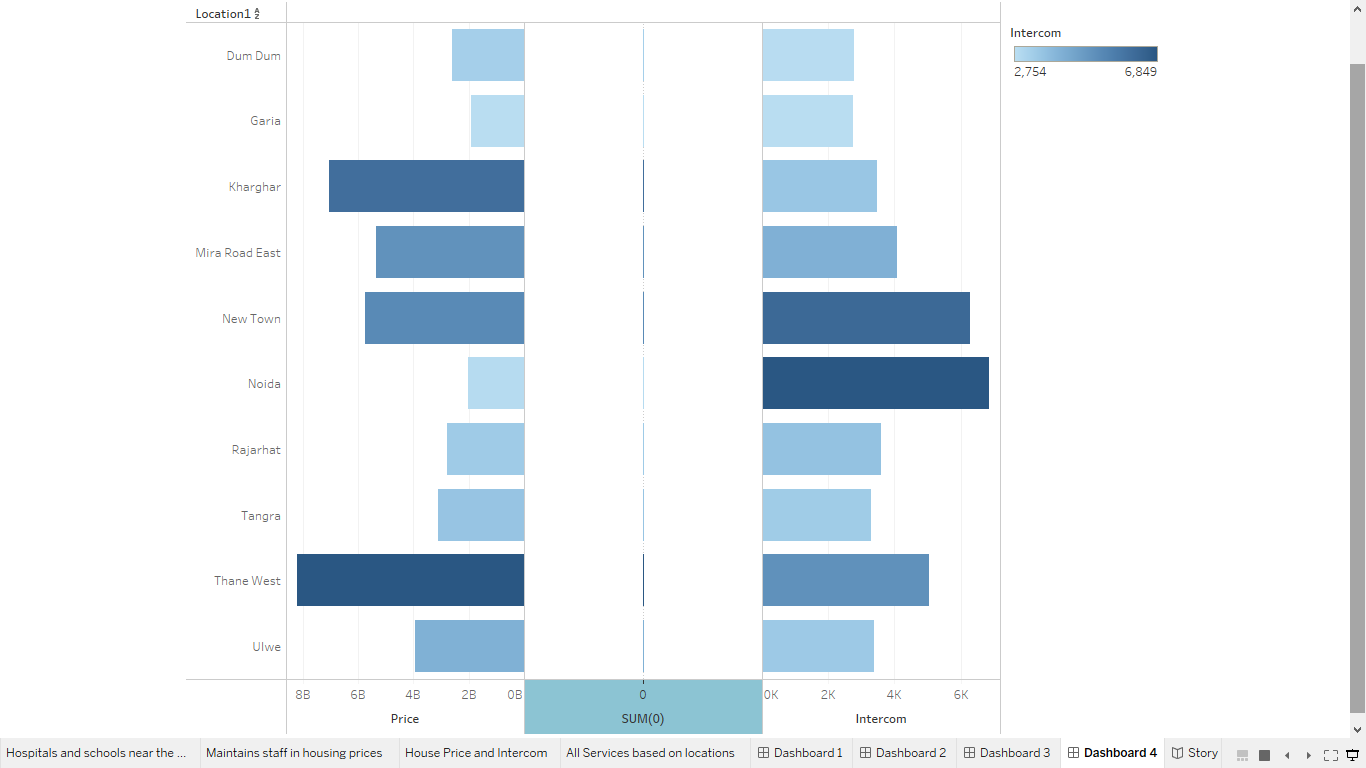 Location1
Intercom
2,754 6,849
Dum Dum
Garia
Kharghar
Mira Road East
New Town
Noida
Rajarhat
Tangra
Thane West
Ulwe
8B 6B 4B 2B 0B 0 0K 2K 4K 6K
Price SUM(0) Intercom
Hospitals and schools near the ... Maintains staff in housing prices House Price and Intercom All Services based on locations Dashboard 1 Dashboard 2 Dashboard 3 Dashboard 4 Story